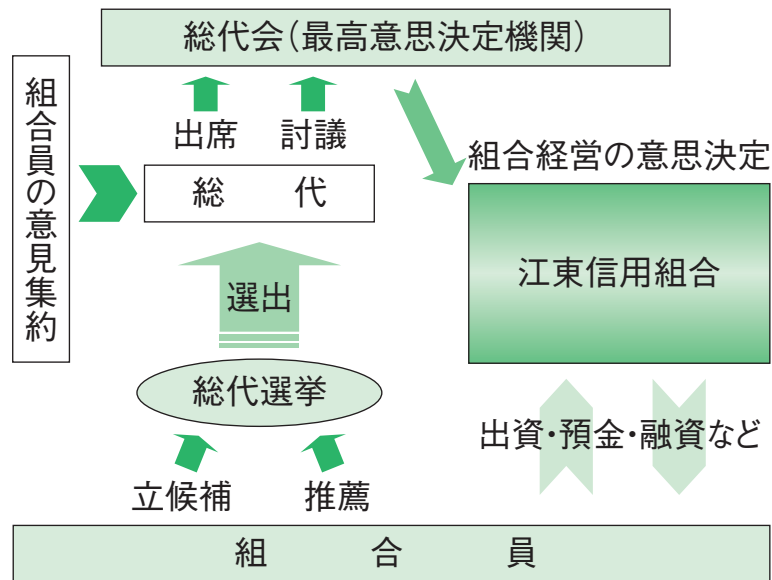 総代会（最高意思決定機関）
組合員の意見集約
出席 討議
総代
組合経営の意思決定
江東信用組合
選出
総代選挙
出資・預金・融資など
立候補 推薦
組合員